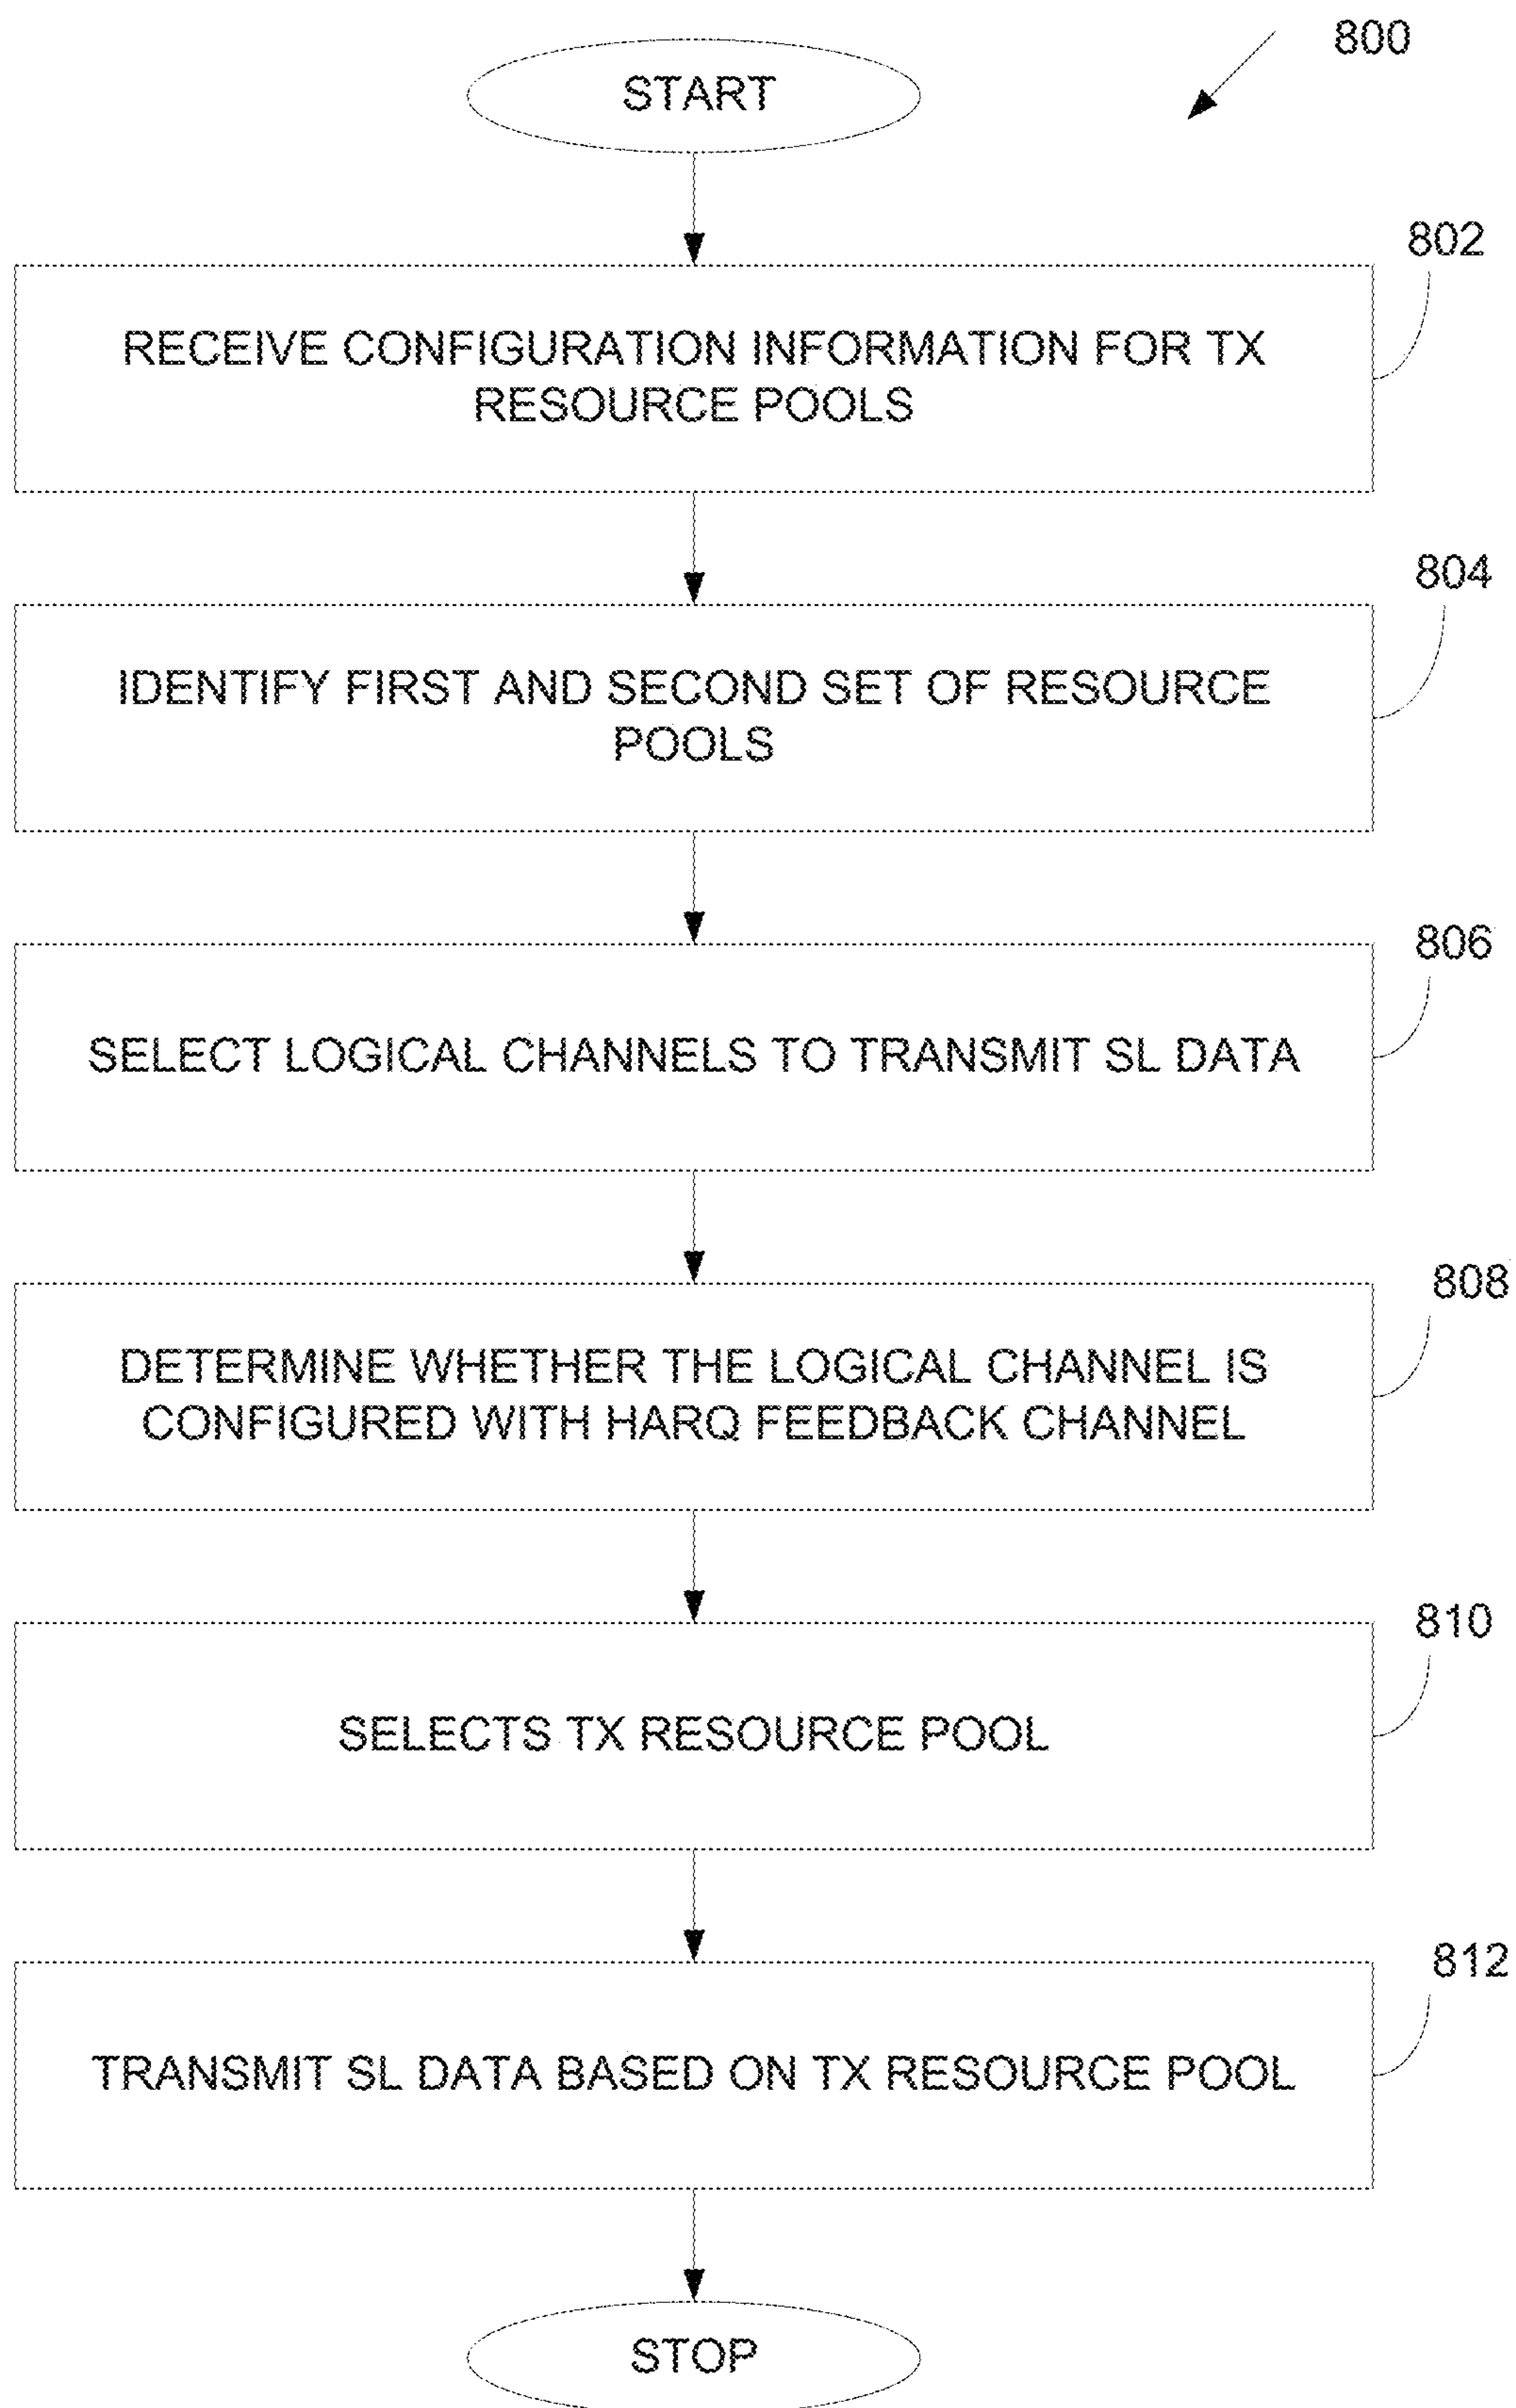 800
START
802
RECEIVE CONFIGURATION INFORMATION FOR TX
RESOURCE POOLS
804
IDENTIFY FIRST AND SECOND SET OF RESOURCE
POOLS
806
SELECT LOGICAL CHANNELS TO TRANSMIT SL DATA
808
DETERMINE WHETHER THE LOGICAL CHANNEL IS
CONFIGURED WITH HARQ FEEDBACK CHANNEL
810
SELECTS TX RESOURCE POOL
812
TRANSMIT SL DATA BASED ON TX RESOURCE POOL
STOP